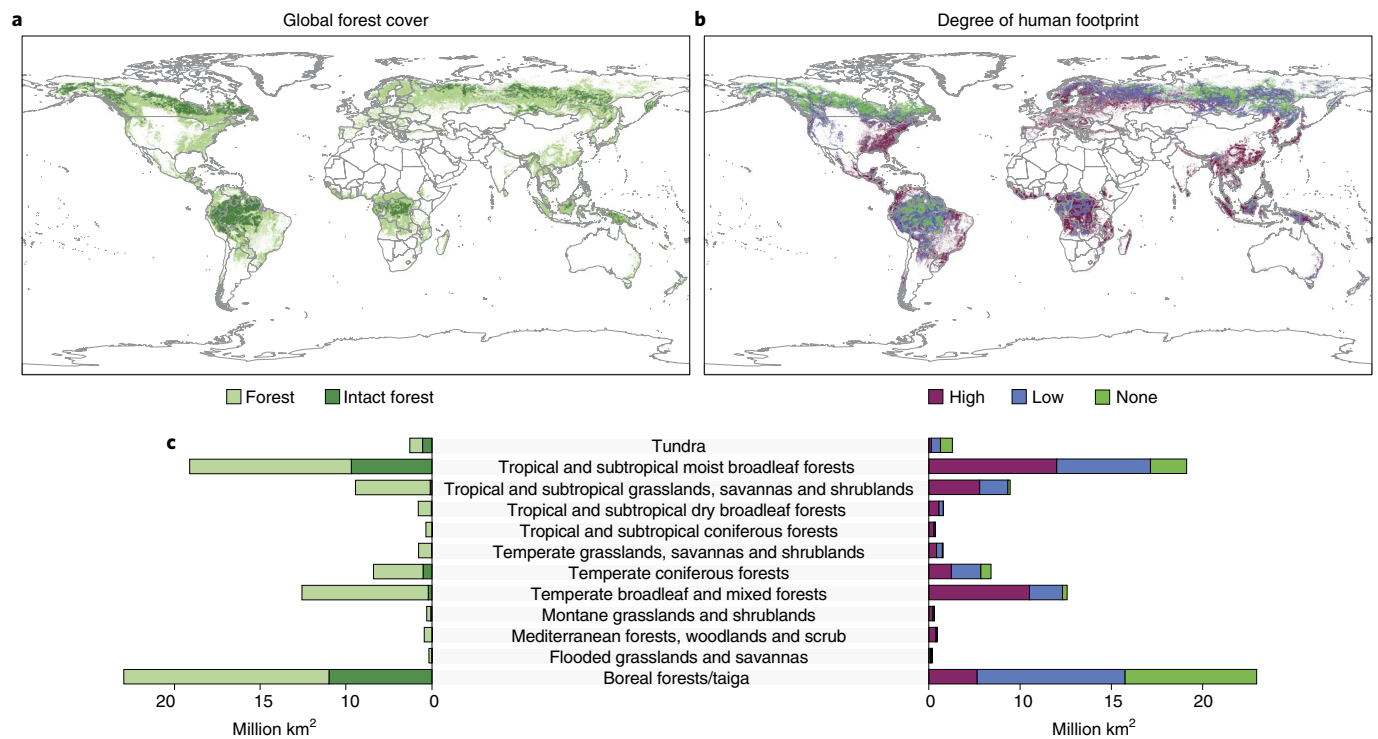 a
Global forest cover
b
Degree of human footprint
Forest
Intact forest
High
Low
None
c
Tundra
Tropical and subtropical moist broadleaf forests
Tropical and subtropical grasslands, savannas and shrublands
Tropical and subtropical dry broadleaf forests
Tropical and subtropical coniferous forests
Temperate grasslands, savannas and shrublands
Temperate coniferous forests
Temperate broadleaf and mixed forests
Montane grasslands and shrublands
Mediterranean forests, woodlands and scrub
Flooded grasslands and savannas
Boreal forests/taiga
20 15 10 0
0 10 15 20
Million km²
Million km²